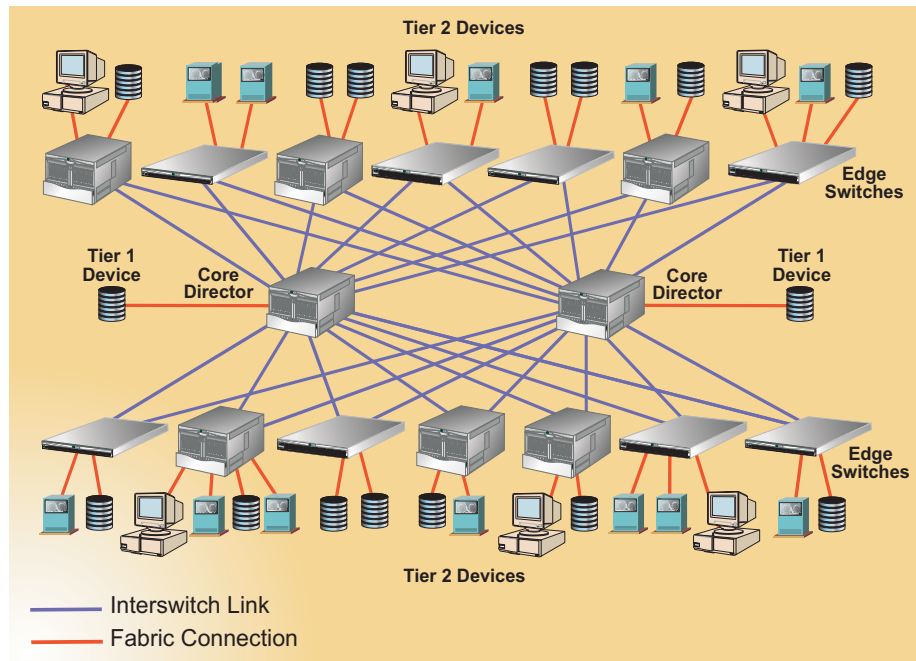 Tier 2 Devices
Edge
Switches
Tier 1
Device
Core
Director
Core
Director
Tier 1
Device
Edge
Switches
Tier 2 Devices
Interswitch Link
Fabric Connection